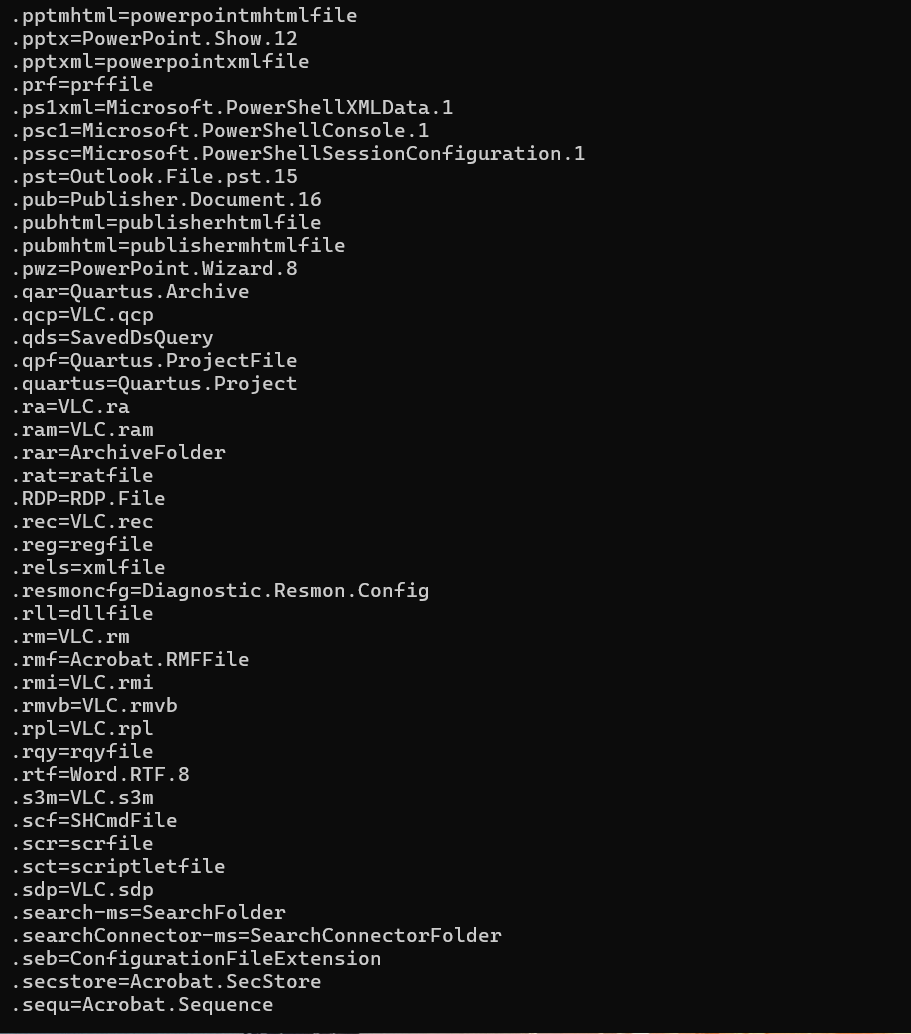 .pptmhtml=powerpointmhtmlfile
.pptx=PowerPoint.Show.12
.pptxml=powerpointxmlfile
.prf=prffile
.ps1xml=Microsoft.PowerShellXMLData.1
.psc1=Microsoft.PowerShellConsole.1
.pssc=Microsoft.PowerShellSessionConfiguration.1
.pst=Outlook.File.pst.15
.pub=Publisher.Document.16
.pubhtml=publisherhtmlfile
.pubmhtml=publishermhtmlfile
.pwz=PowerPoint.Wizard.8
.qar=Quartus.Archive
.qcp=VLC.qcp
.qds=SavedDsQuery
.qpf=Quartus.ProjectFile
.quartus=Quartus.Project
.ra=VLC.ra
.ram=VLC.ram
.rar=ArchiveFolder
.rat=ratfile
.RDP=RDP.File
.rec=VLC.rec
.reg=regfile
.rels=xmlfile
.resmoncfg=Diagnostic.Resmon.Config
.rll=dllfile
.rm=VLC.rm
.rmf=Acrobat.RMFFile
.rmi=VLC.rmi
.rmvb=VLC.rmvb
.rpl=VLC.rpl
.rqy=rqyfile
.rtf=Word.RTF.8
.s3m=VLC.s3m
.scf=SHCmdFile
.scr=scrfile
.sct=scriptletfile
.sdp=VLC.sdp
.search-ms=SearchFolder
.searchConnector-ms=SearchConnectorFolder
.seb=ConfigurationFileExtension
.secstore=Acrobat.SecStore
.sequ=Acrobat.Sequence